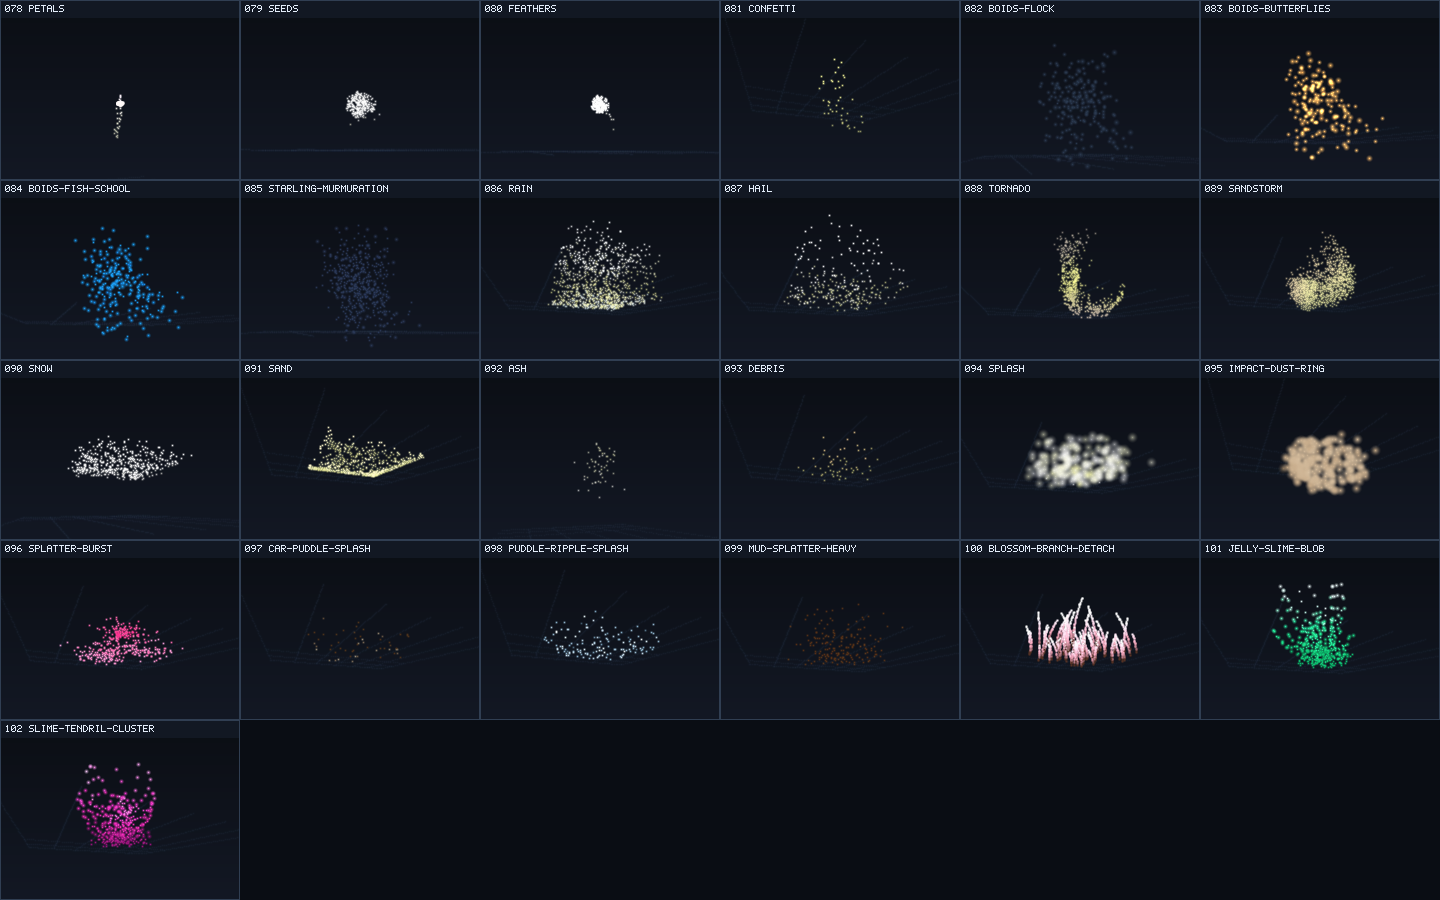 078 PETALS
079 SEEDS
080 FEATHERS
081 CONFETTI
082 BOIDS-FLOCK
083 BOIDS-BUTTERFLIES
084 BOIDS-FISH-SCHOOL
085 STARLING-MURMURATION
086 RAIN
087 HAIL
088 TORNADO
089 SANDSTORM
090 SNOW
091 SAND
092 ASH
093 DEBRIS
094 SPLASH
095 IMPACT-DUST-RING
096 SPLATTER-BURST
097 CAR-PUDDLE-SPLASH
098 PUDDLE-RIPPLE-SPLASH
099 MUD-SPLATTER-HEAVY
100 BLOSSOM-BRANCH-DETACH
101 JELLY-SLIME-BLOB
102 SLIME-TENDRIL-CLUSTER